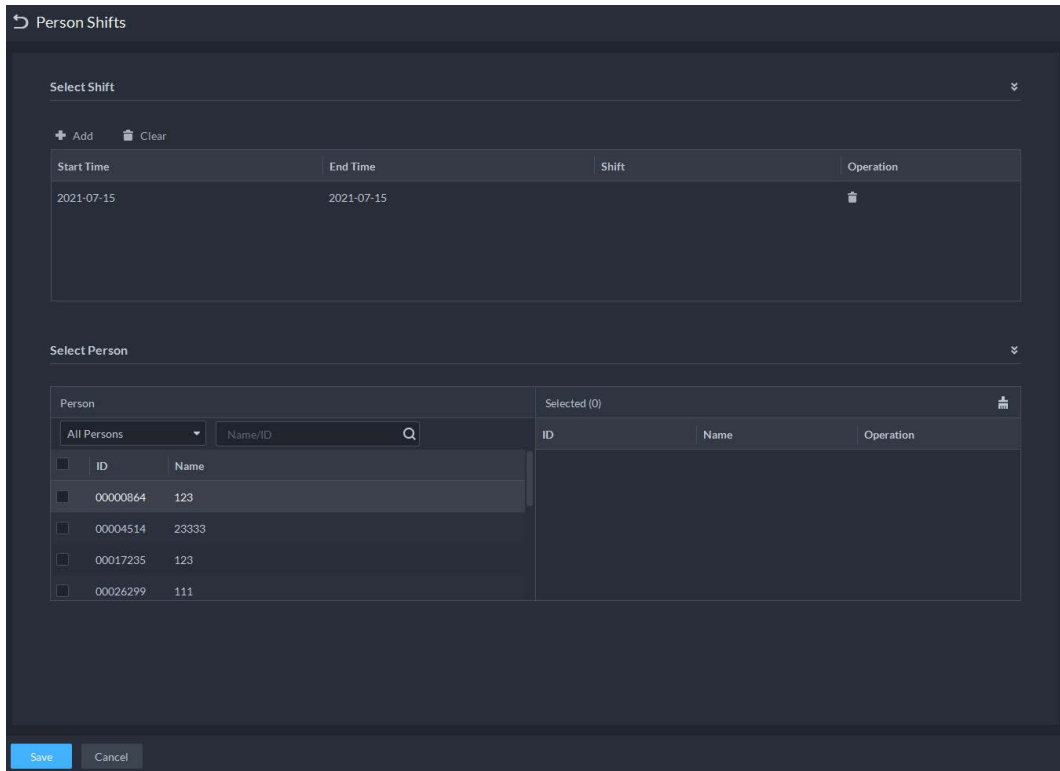 Person Shifts
Select Shift
Add Clear
Start Time End Time Shift Operation
2021-07-15 2021-07-15
Select Person
Person Selected (0)
All Persons Name/ID
ID Name Operation
ID Name
00000864 123
00004514 23333
00017235 123
00026299 111
Save Cancel